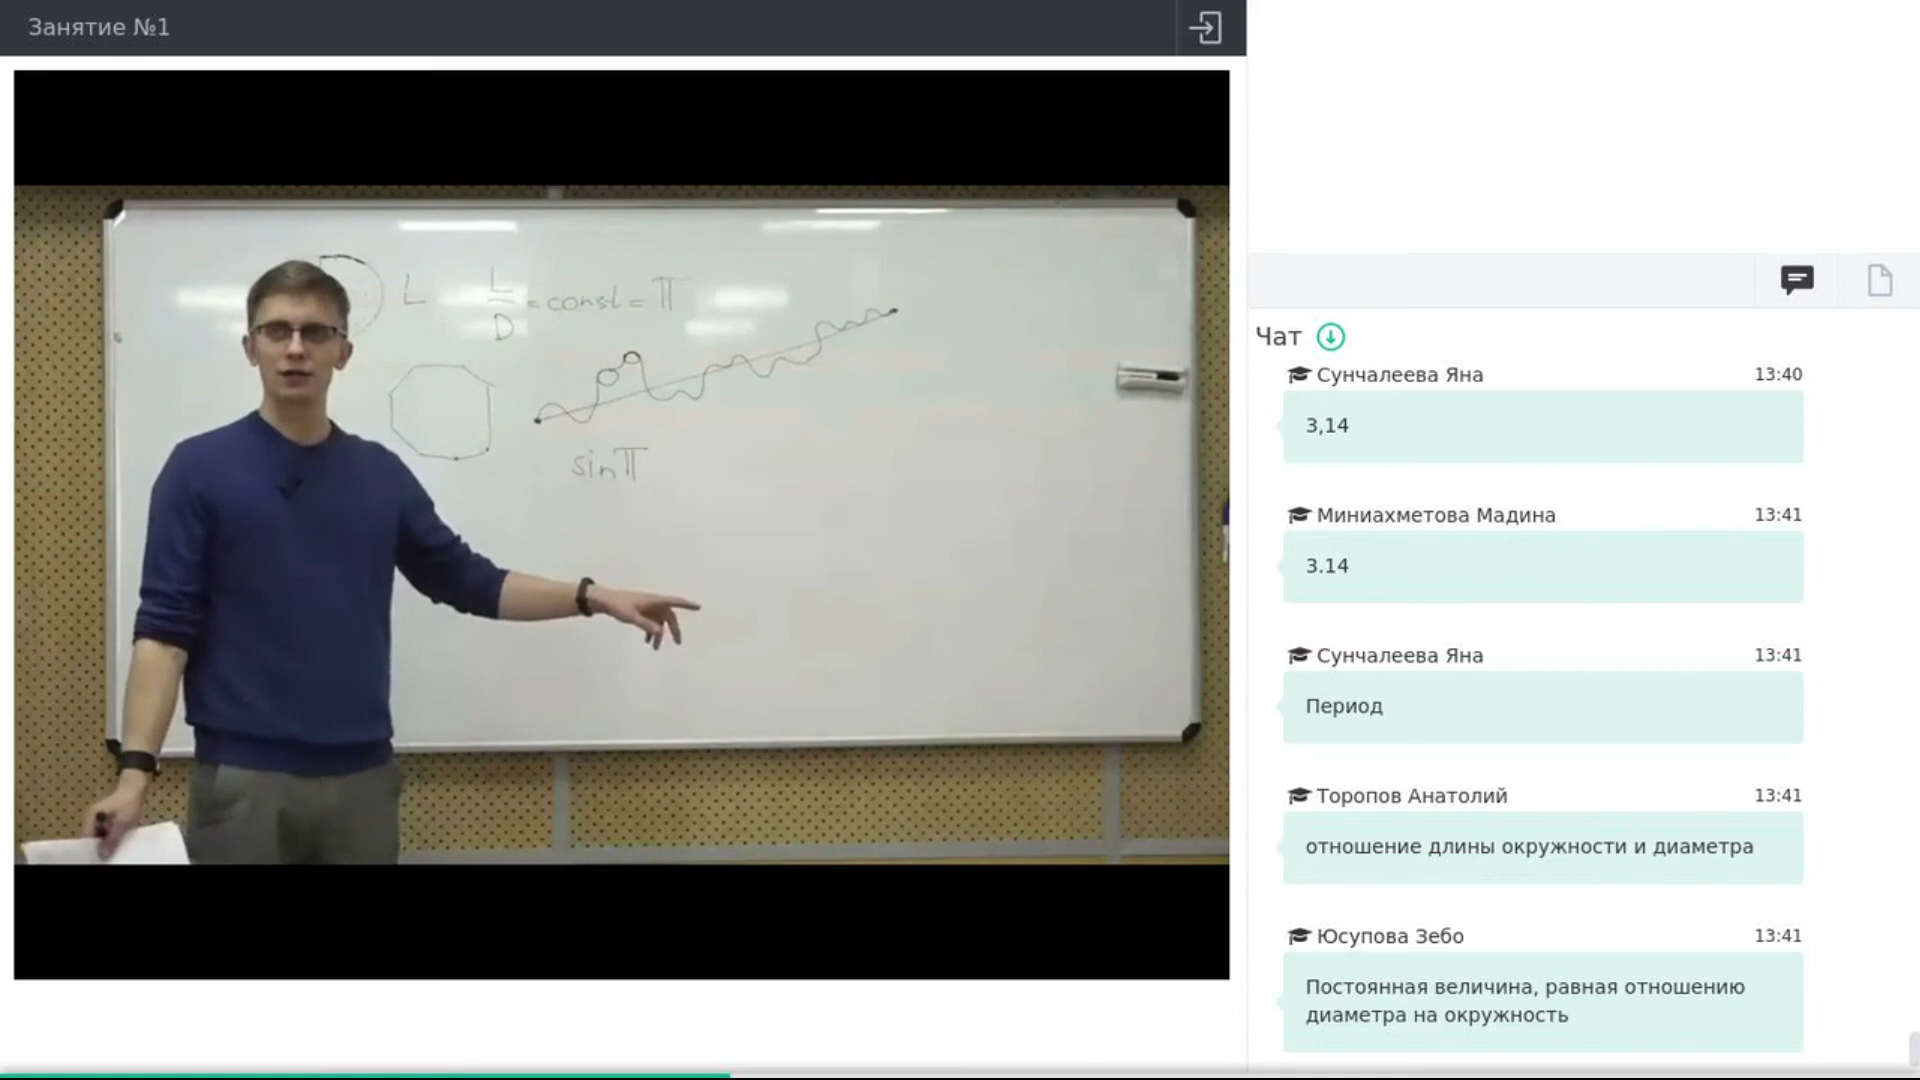 Занятие №1
L
L
D
= const = π
sin π
Чат
Сунчалеева Яна 13:40
3,14
Миниахметова Мадина 13:41
3.14
Сунчалеева Яна 13:41
Период
Торопов Анатолий 13:41
отношение длины окружности и диаметра
Юсупова Зебо 13:41
Постоянная величина, равная отношению
диаметра на окружность